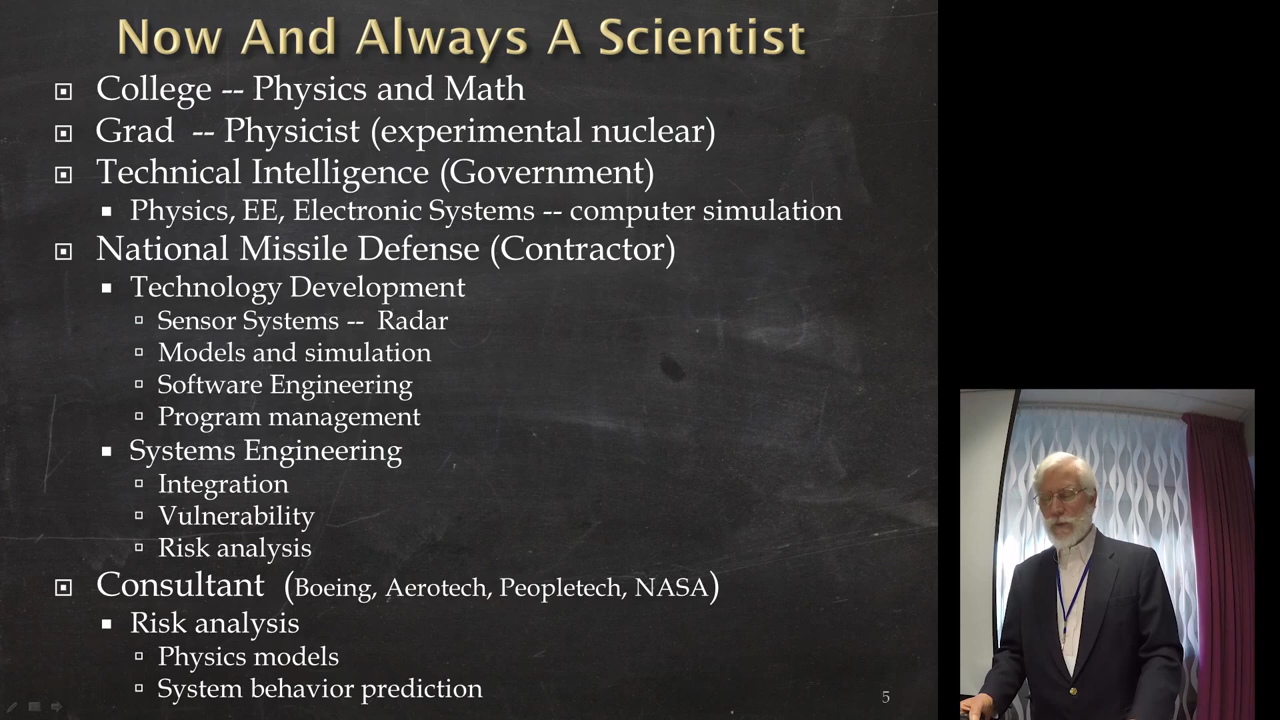 Now And Always A Scientist
College -- Physics and Math
Grad -- Physicist (experimental nuclear)
Technical Intelligence (Government)
Physics, EE, Electronic Systems -- computer simulation
National Missile Defense (Contractor)
Technology Development
Sensor Systems -- Radar
Models and simulation
Software Engineering
Program management
Systems Engineering
Integration
Vulnerability
Risk analysis
Consultant (Boeing, Aerotech, Peopletech, NASA)
Risk analysis
Physics models
System behavior prediction
5